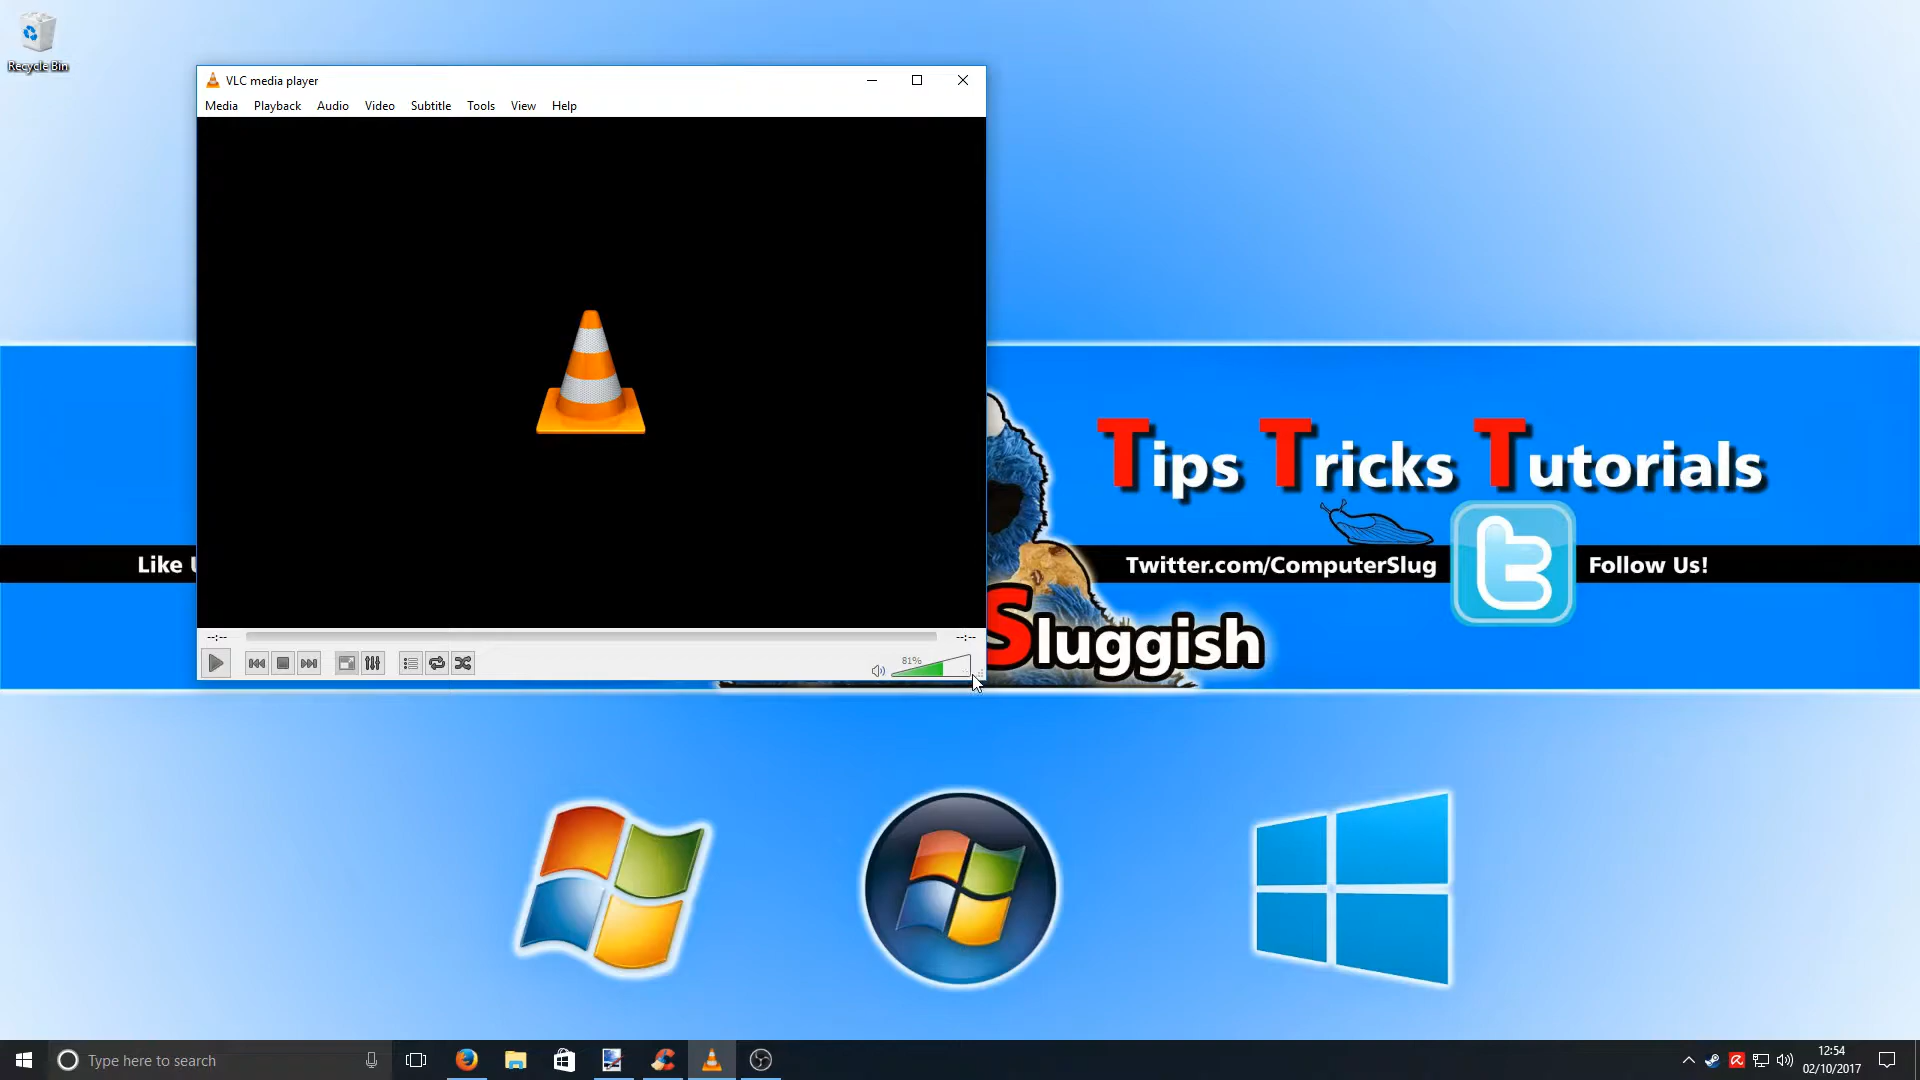 Recycle Bin
VLC media player
Media Playback Audio Video Subtitle Tools View Help
--:-- --:--
81%
Tips Tricks Tutorials
Like
Twitter.com/ComputerSlug
Follow Us!
Sluggish
Type here to search
12:54
02/10/2017